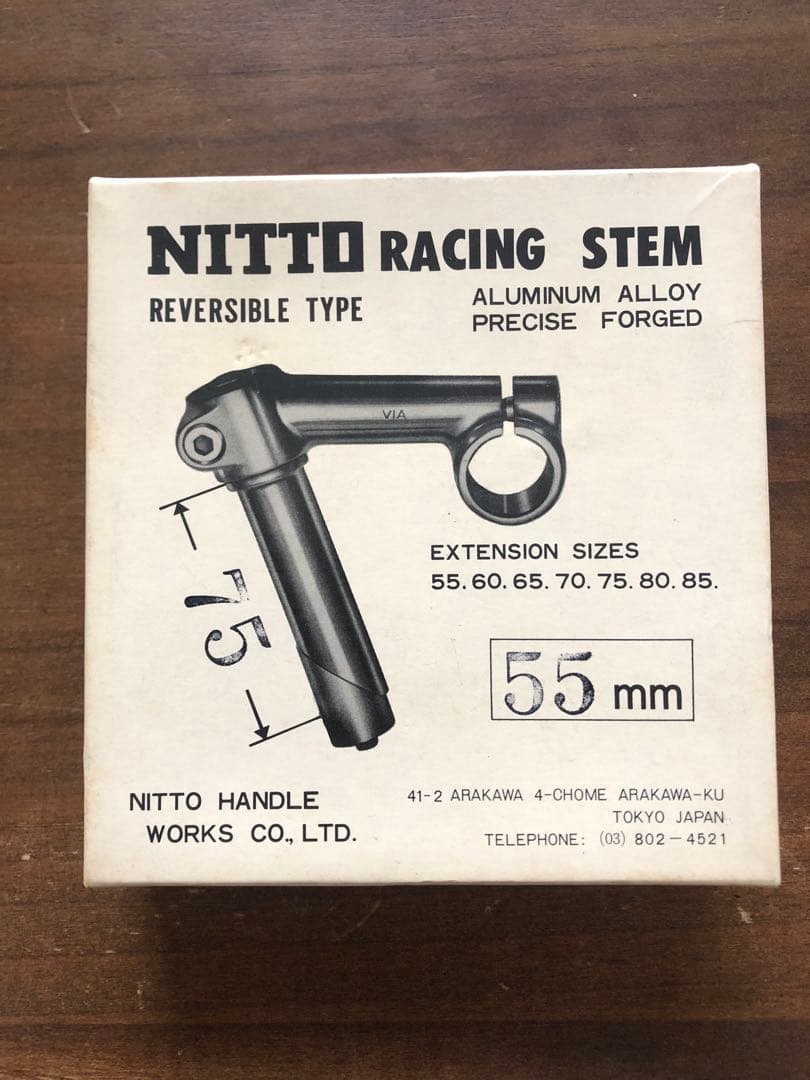 NITTO RACING STEM
REVERSIBLE TYPE
ALUMINUM ALLOY
PRECISE FORGED
VIA
75
EXTENSION SIZES
55. 60. 65. 70. 75. 80. 85.
55 mm
NITTO HANDLE
WORKS CO., LTD.
41-2 ARAKAWA 4-CHOME ARAKAWA-KU
TOKYO JAPAN
TELEPHONE: (03) 802-4521